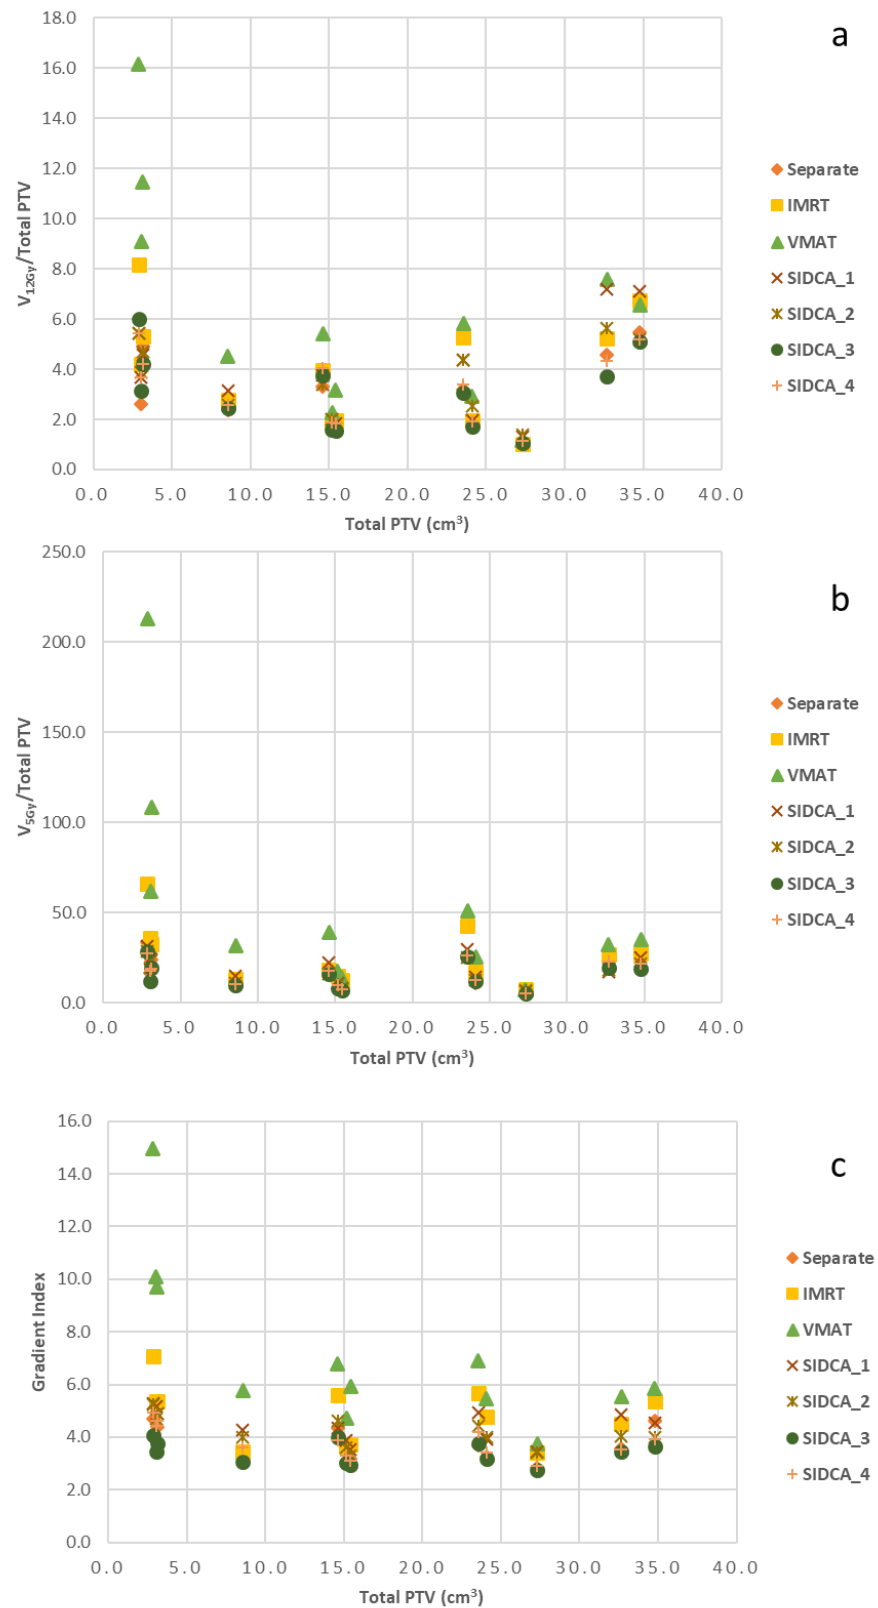 18.0
16.0
14.0
12.0
10.0
8.0
6.0
4.0
2.0
0.0
V12Gy/Total PTV
0.0 5.0 10.0 15.0 20.0 25.0 30.0 35.0 40.0
Total PTV (cm³)
a
Separate
IMRT
VMAT
SIDCA_1
SIDCA_2
SIDCA_3
SIDCA_4
250.0
200.0
150.0
100.0
50.0
0.0
V5Gy/Total PTV
0.0 5.0 10.0 15.0 20.0 25.0 30.0 35.0 40.0
Total PTV (cm³)
b
Separate
IMRT
VMAT
SIDCA_1
SIDCA_2
SIDCA_3
SIDCA_4
16.0
14.0
12.0
10.0
8.0
6.0
4.0
2.0
0.0
Gradient Index
0.0 5.0 10.0 15.0 20.0 25.0 30.0 35.0 40.0
Total PTV (cm³)
c
Separate
IMRT
VMAT
SIDCA_1
SIDCA_2
SIDCA_3
SIDCA_4